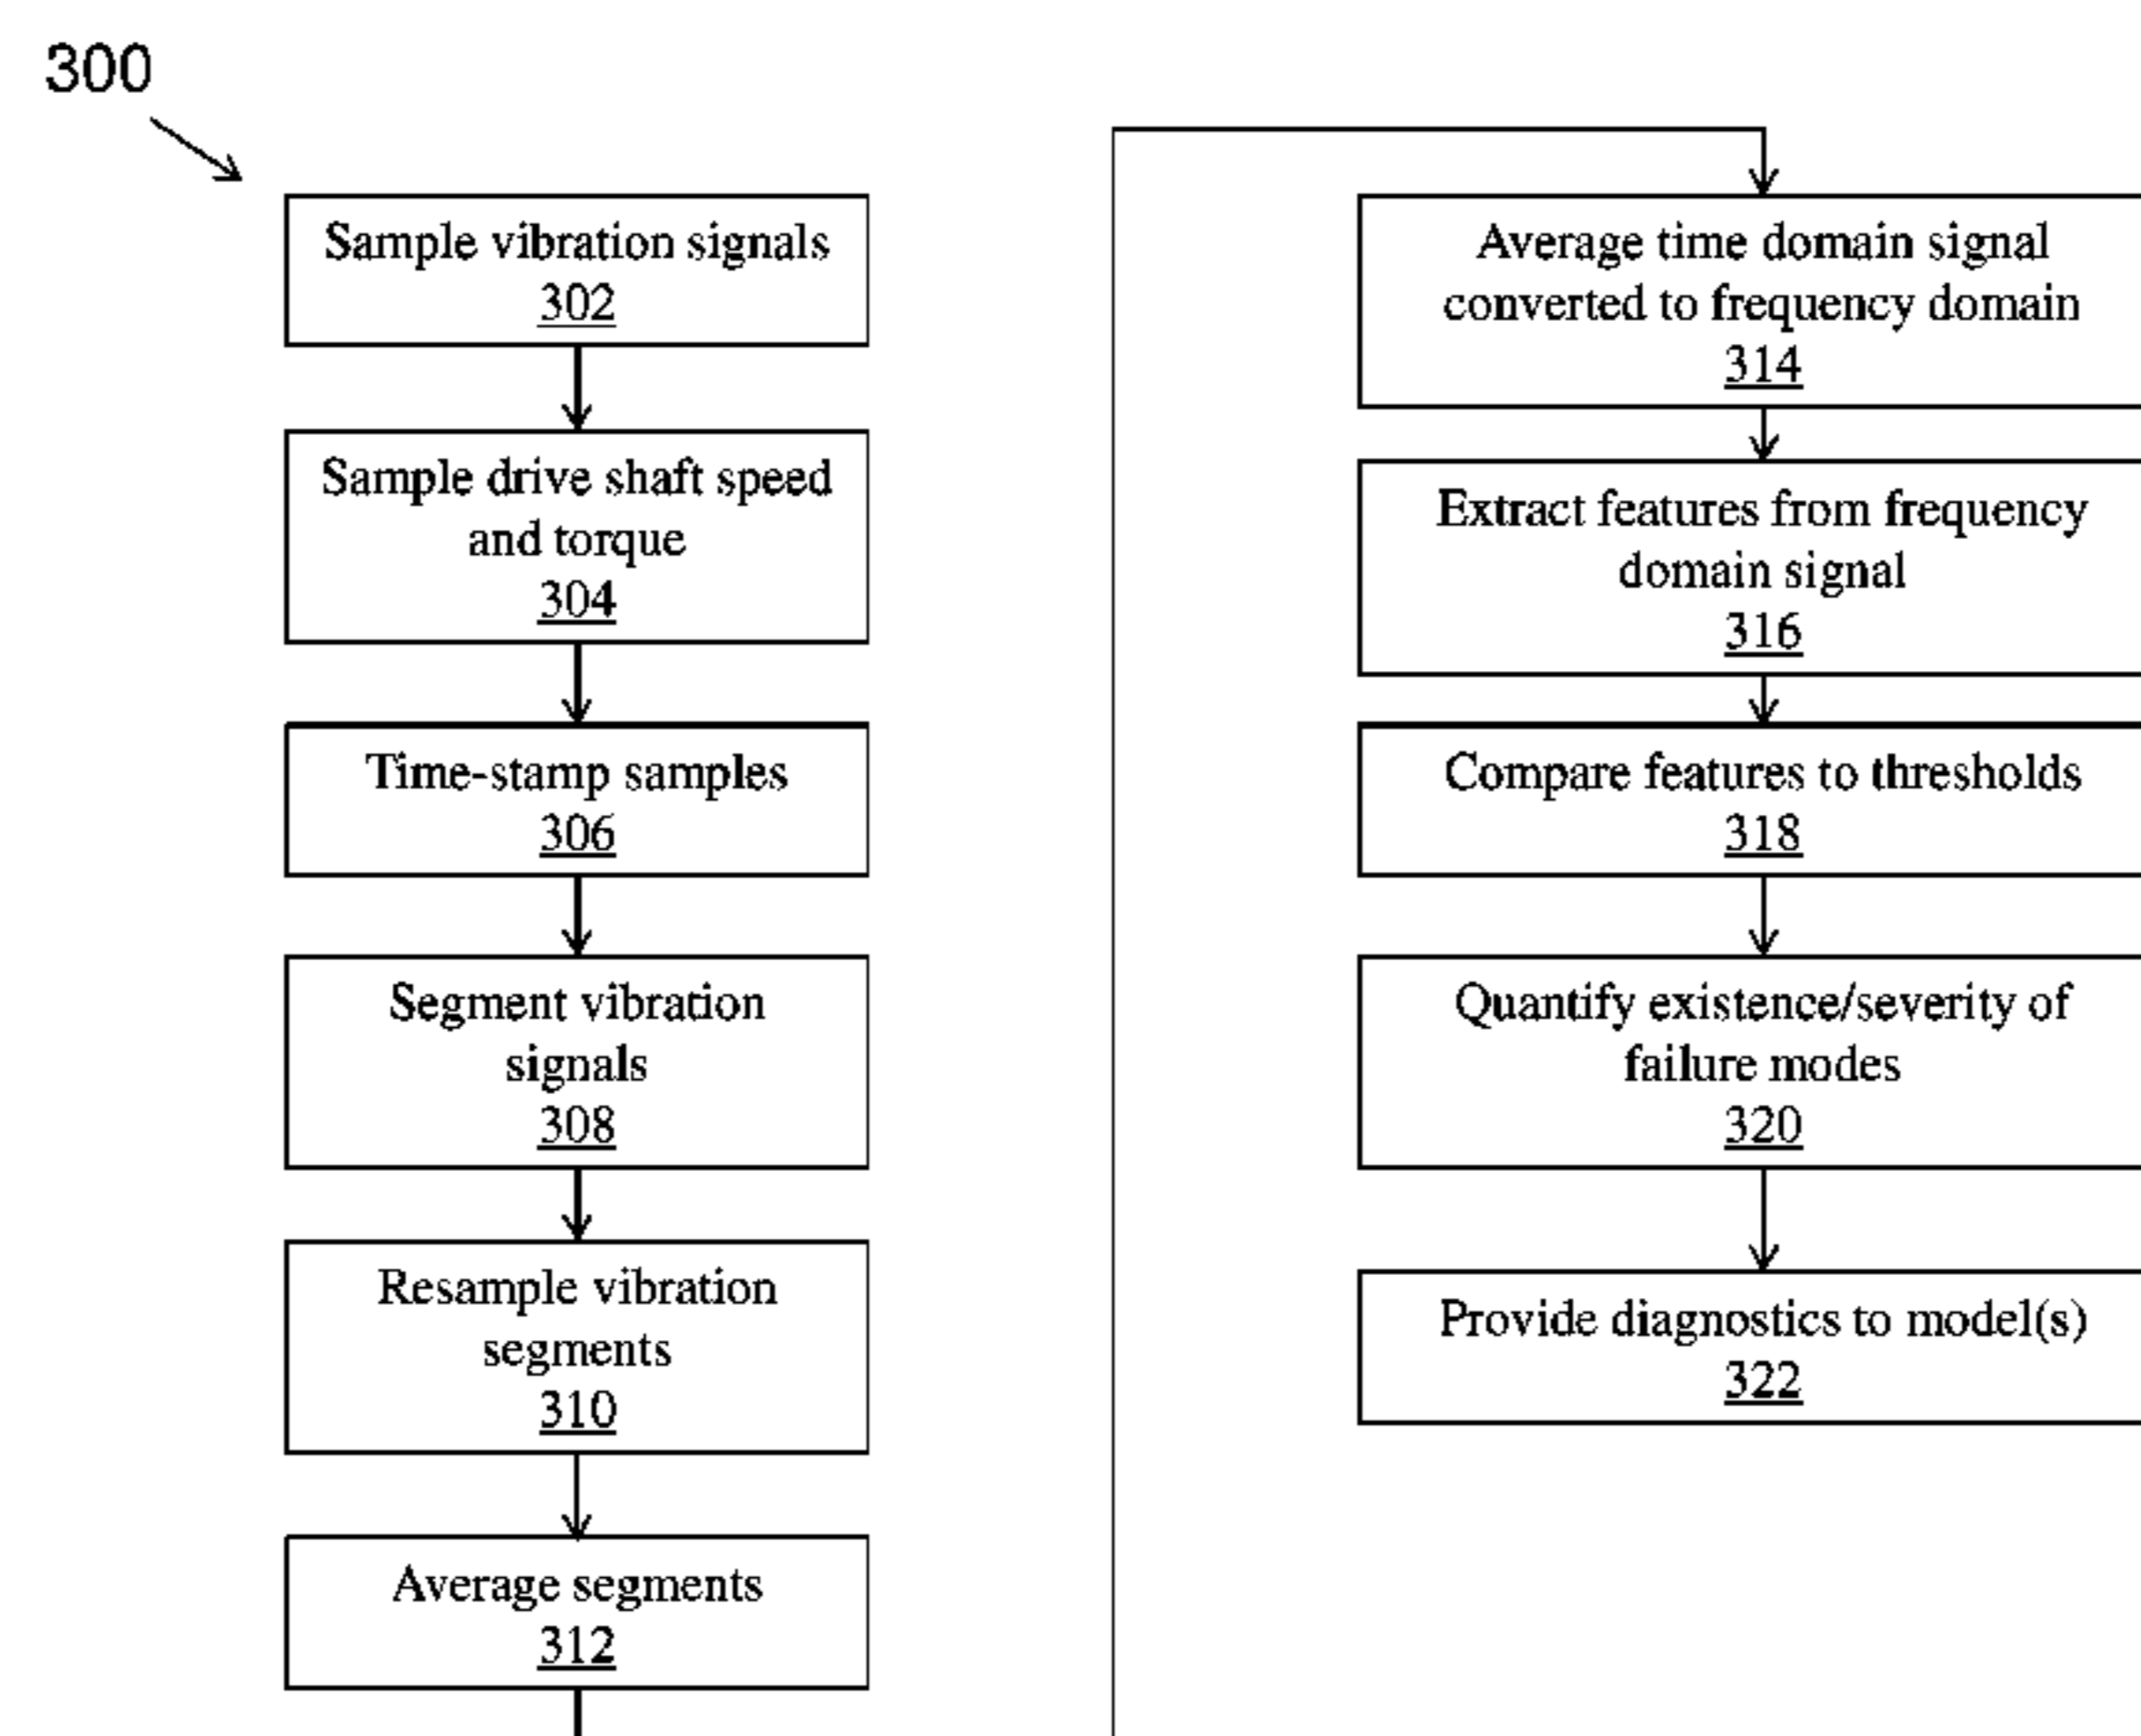 300
Sample vibration signals
302
Sample drive shaft speed
and torque
304
Time-stamp samples
306
Segment vibration
signals
308
Resample vibration
segments
310
Average segments
312
Average time domain signal
converted to frequency domain
314
Extract features from frequency
domain signal
316
Compare features to thresholds
318
Quantify existence/severity of
failure modes
320
Provide diagnostics to model(s)
322